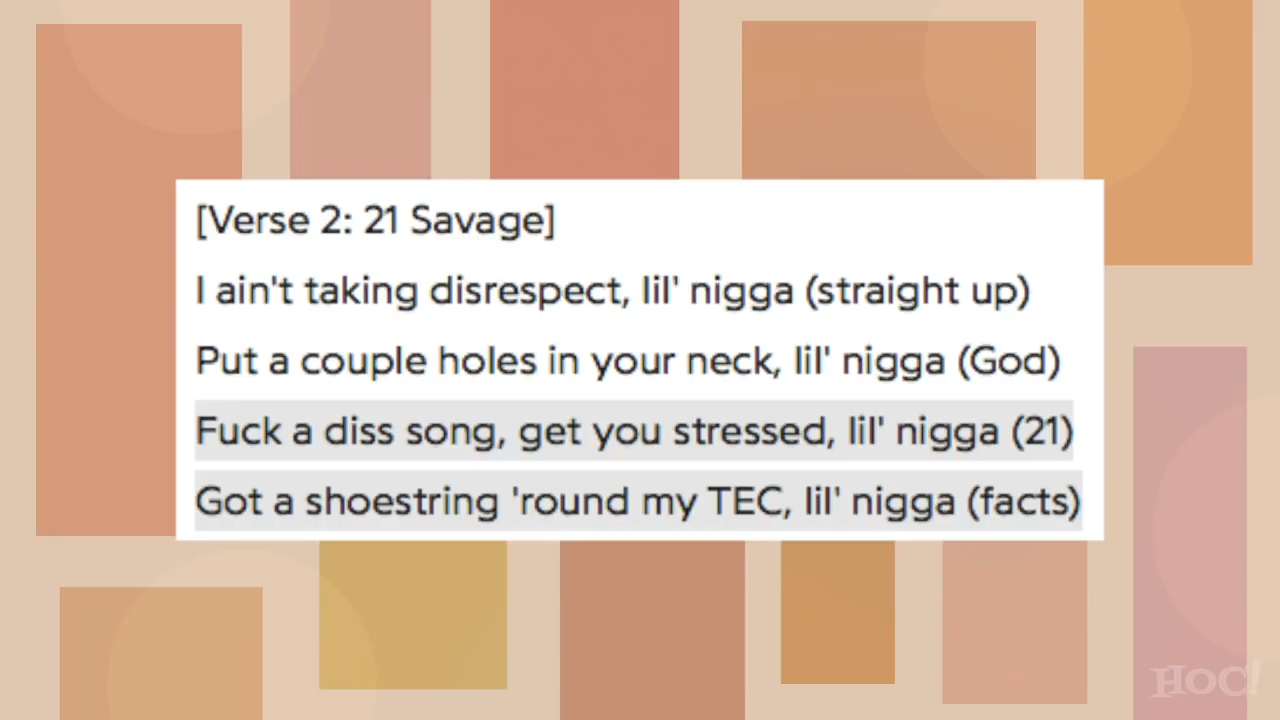 [Verse 2: 21 Savage]
I ain't taking disrespect, lil' nigga (straight up)
Put a couple holes in your neck, lil' nigga (God)
Fuck a diss song, get you stressed, lil' nigga (21)
Got a shoestring 'round my TEC, lil' nigga (facts)
HOC!